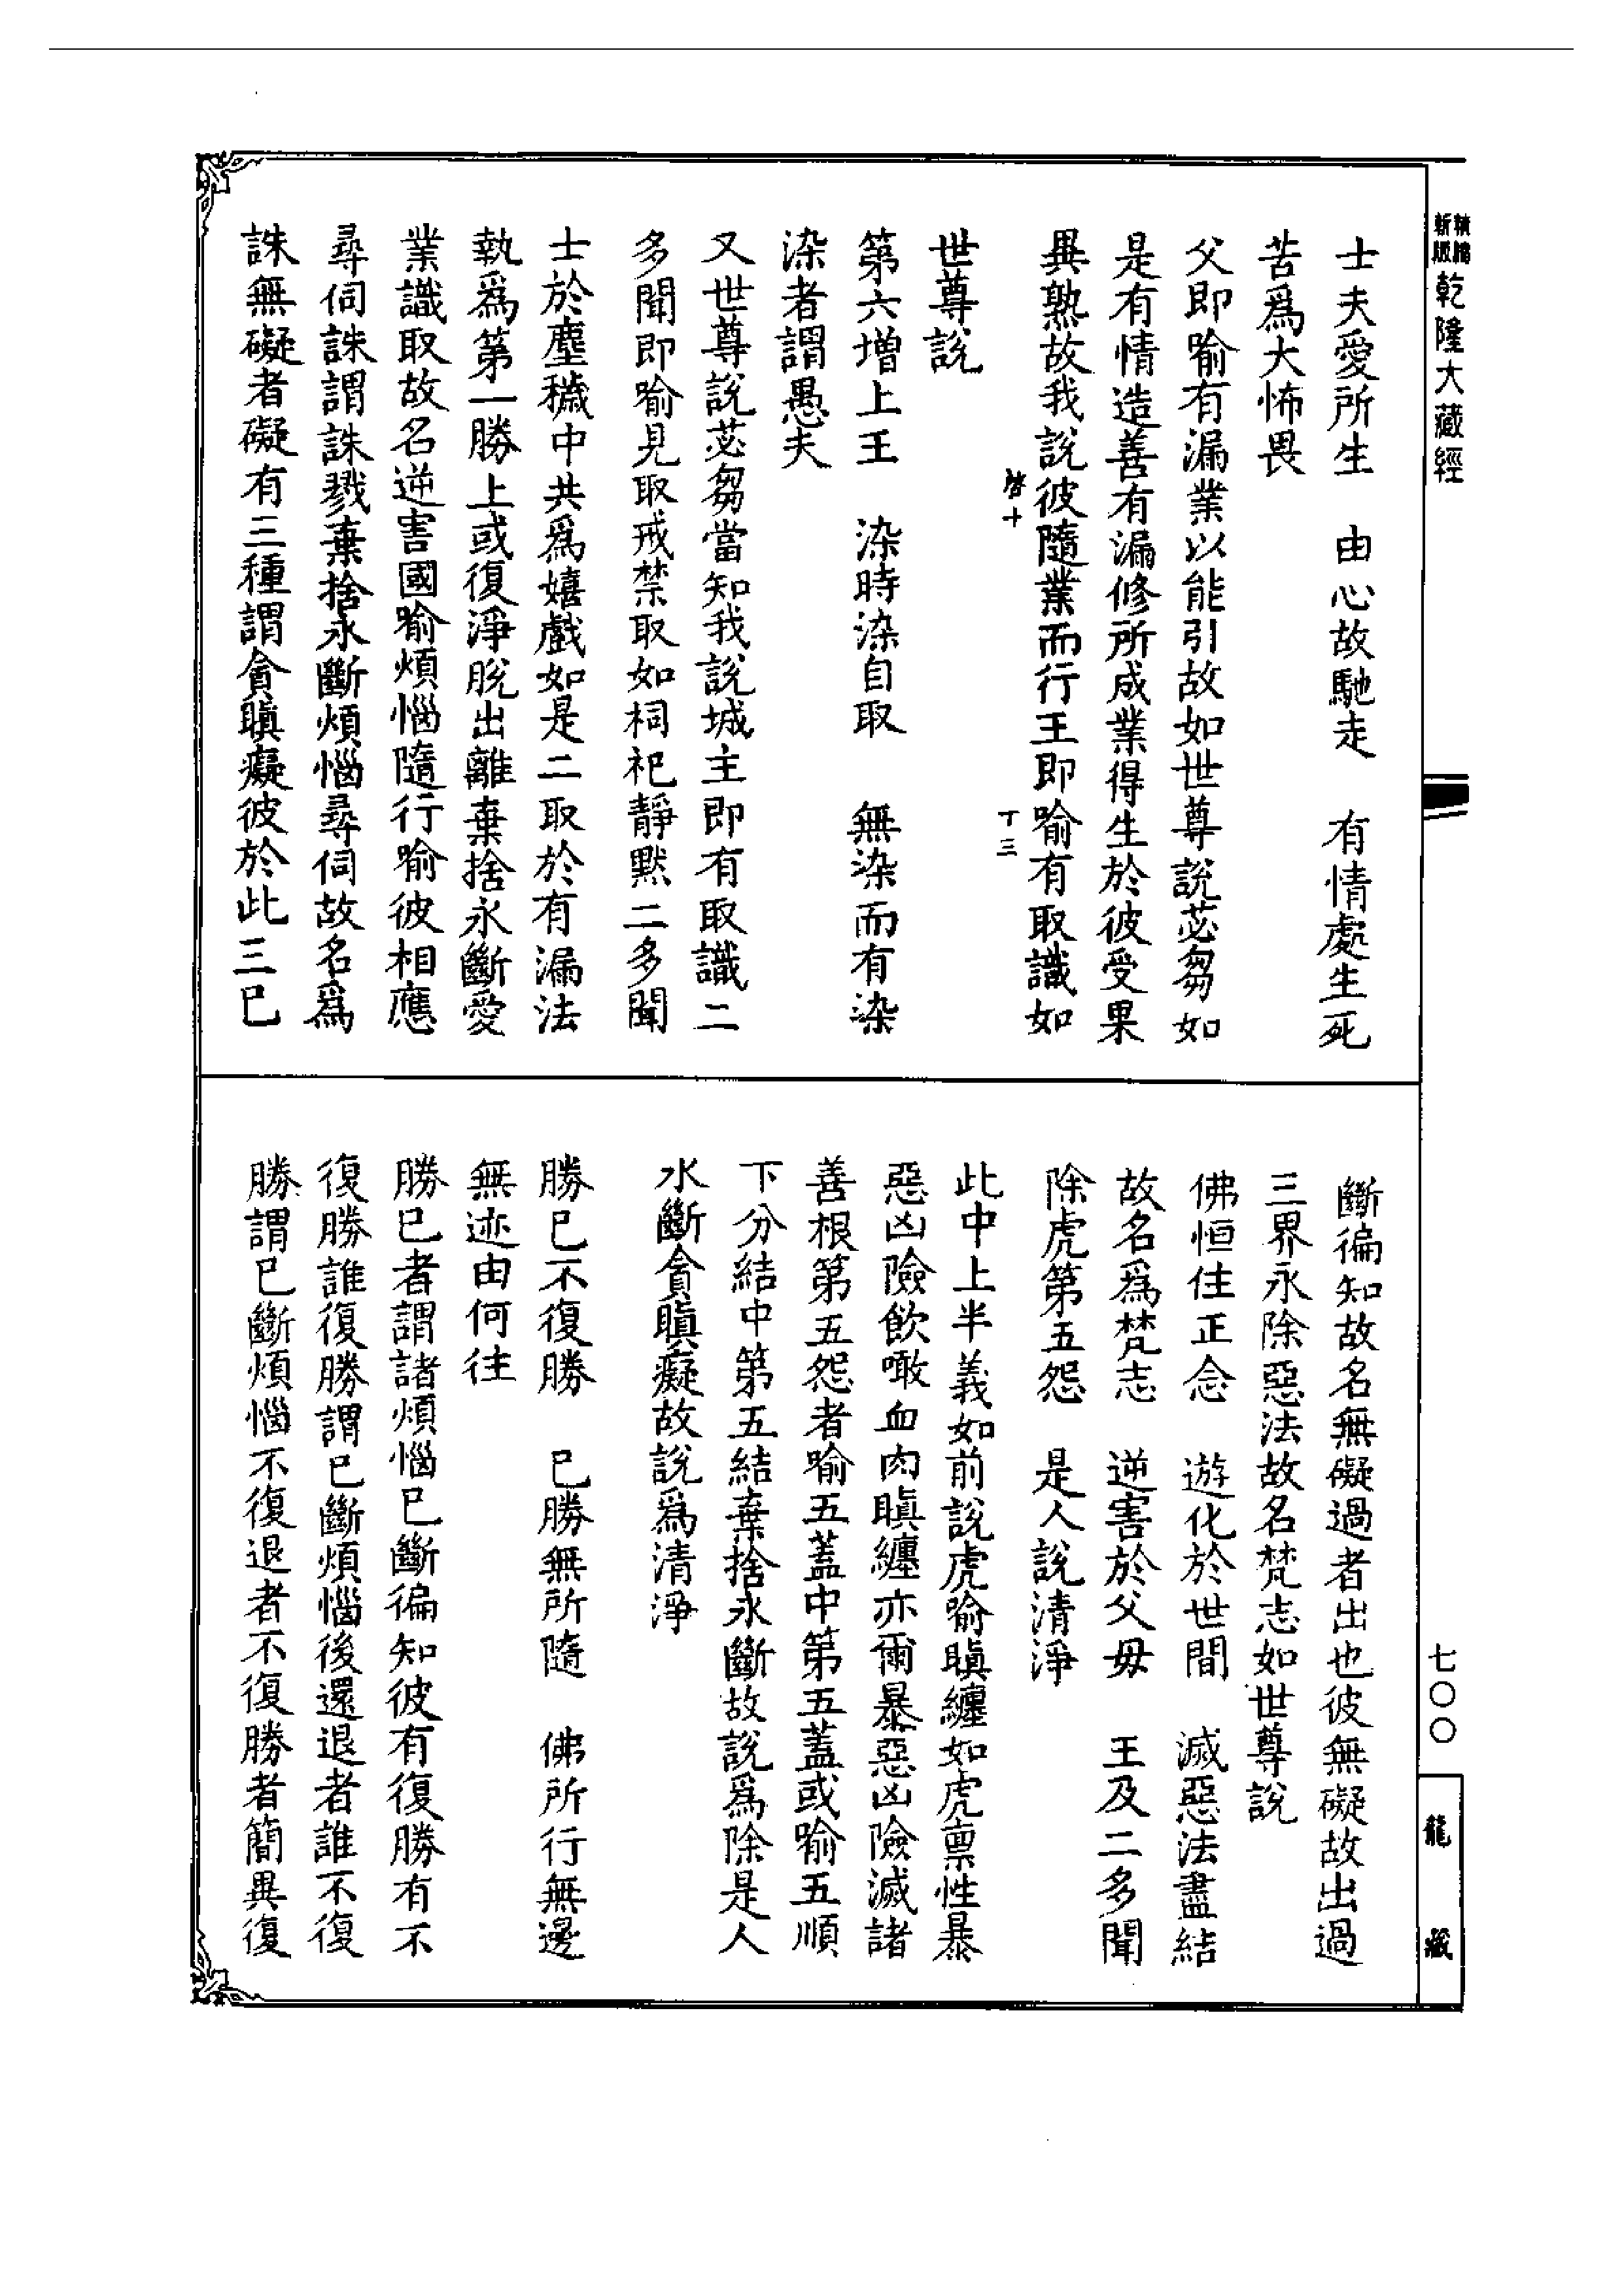 精編新版 乾隆大藏經
士夫愛所生　由心故馳走　有情處生死
苦爲大怖畏
父即喻有漏業以能引故如世尊說苾芻如
是有情造善有漏修所成業得生於彼受果
異熟故我說彼隨業而行王即喻有取識如
啓十　十三
世尊說
第六增上王　染時染自取　無染而有染
染者謂愚夫
又世尊說苾芻當知我說城主即有取識二
多聞即喻見取戒禁取如祠祀靜默二多聞
士於塵穢中共爲嬉戲如是二取於有漏法
執爲第一勝上或復淨脫出離棄捨永斷愛
業識取故名逆害國喻煩惱隨行喻彼相應
尋伺誅謂誅戮棄捨永斷煩惱尋伺故名爲
誅無礙者礙有三種謂貪瞋癡彼於此三已
斷徧知故名無礙過者出也彼無礙故出過
三界永除惡法故名梵志如世尊說
佛恒住正念　遊化於世間　滅惡法盡結
故名爲梵志　逆害於父毋　王及二多聞
除虎第五怨　是人說清淨
此中上半義如前說虎喻瞋纏如虎禀性暴
惡凶險飲噉血肉瞋纏亦爾暴惡凶險滅諸
善根第五怨者喻五蓋中第五蓋或喻五順
下分結中第五結棄捨永斷故說爲除是人
永斷貪瞋癡故說爲清淨
勝已不復勝　已勝無所隨　佛所行無邊
無迹由何往
勝已者謂諸煩惱已斷徧知彼有復勝有不
復勝誰復勝謂已斷煩惱後還退者誰不復
勝謂已斷煩惱不復退者不復勝者簡異復
七〇〇
龍藏